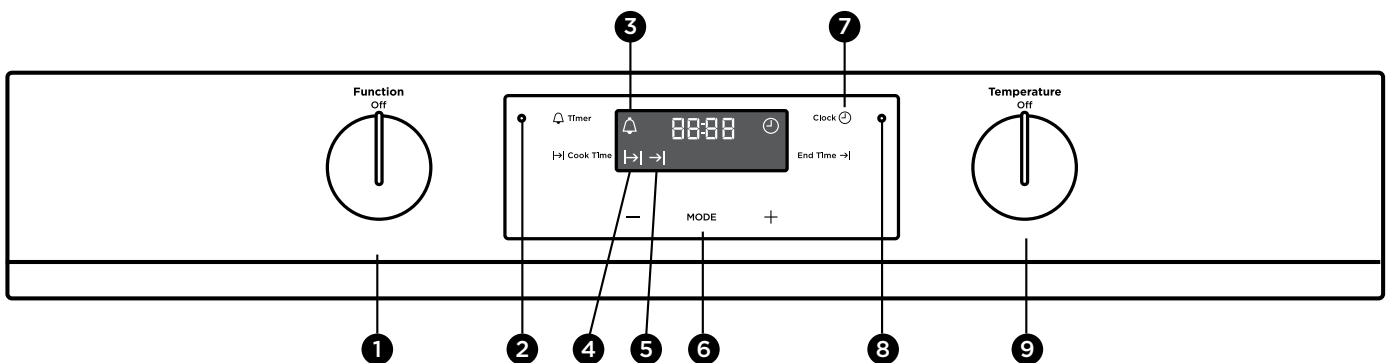 3
7
Function
Off
Temperature
Off
Timer
88:88
Clock
Cook Time
End Time
− MODE +
1
2
4
5
6
8
9